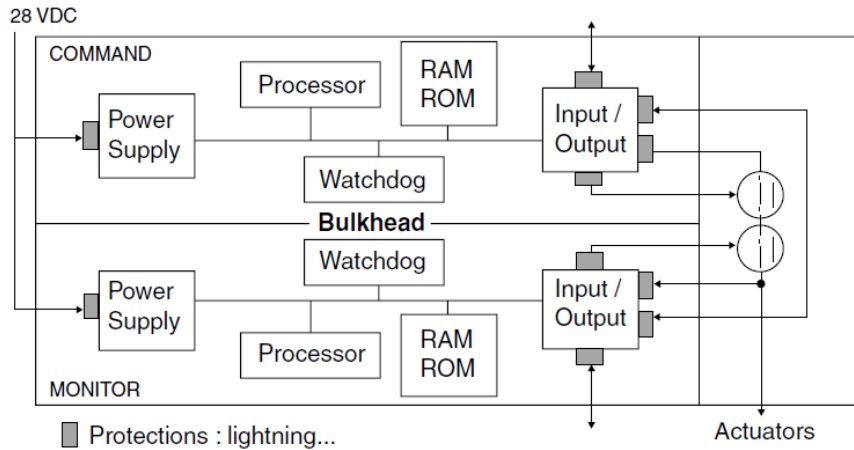 28 VDC
COMMAND
Processor
RAM
ROM
Power
Supply
Input /
Output
Watchdog
Bulkhead
Watchdog
Power
Supply
Input /
Output
Processor
RAM
ROM
MONITOR
Protections : lightning...
Actuators